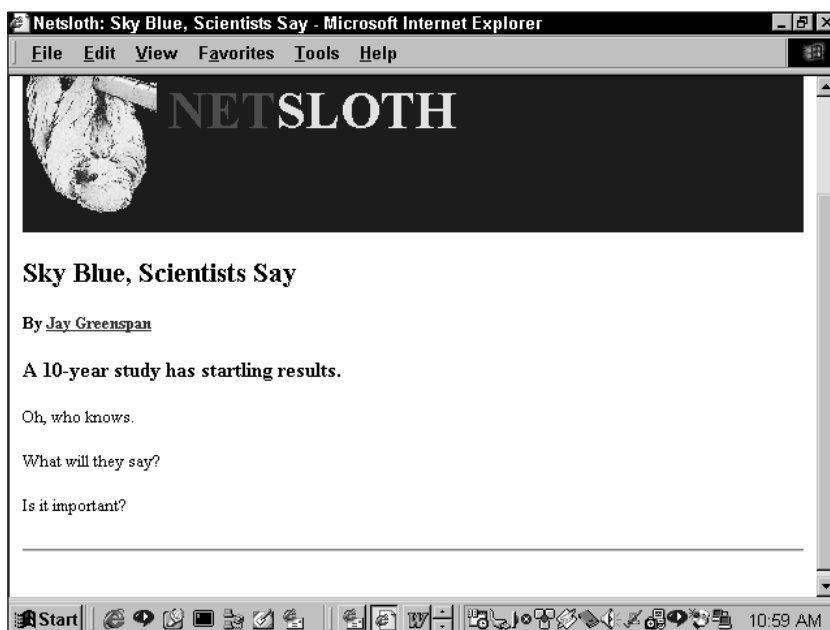 Netsloth: Sky Blue, Scientists Say - Microsoft Internet Explorer
File Edit View Favorites Tools Help
NETSLOTH
Sky Blue, Scientists Say
By Jay Greenspan
A 10-year study has startling results.
Oh, who knows.
What will they say?
Is it important?
Start W 10:59 AM